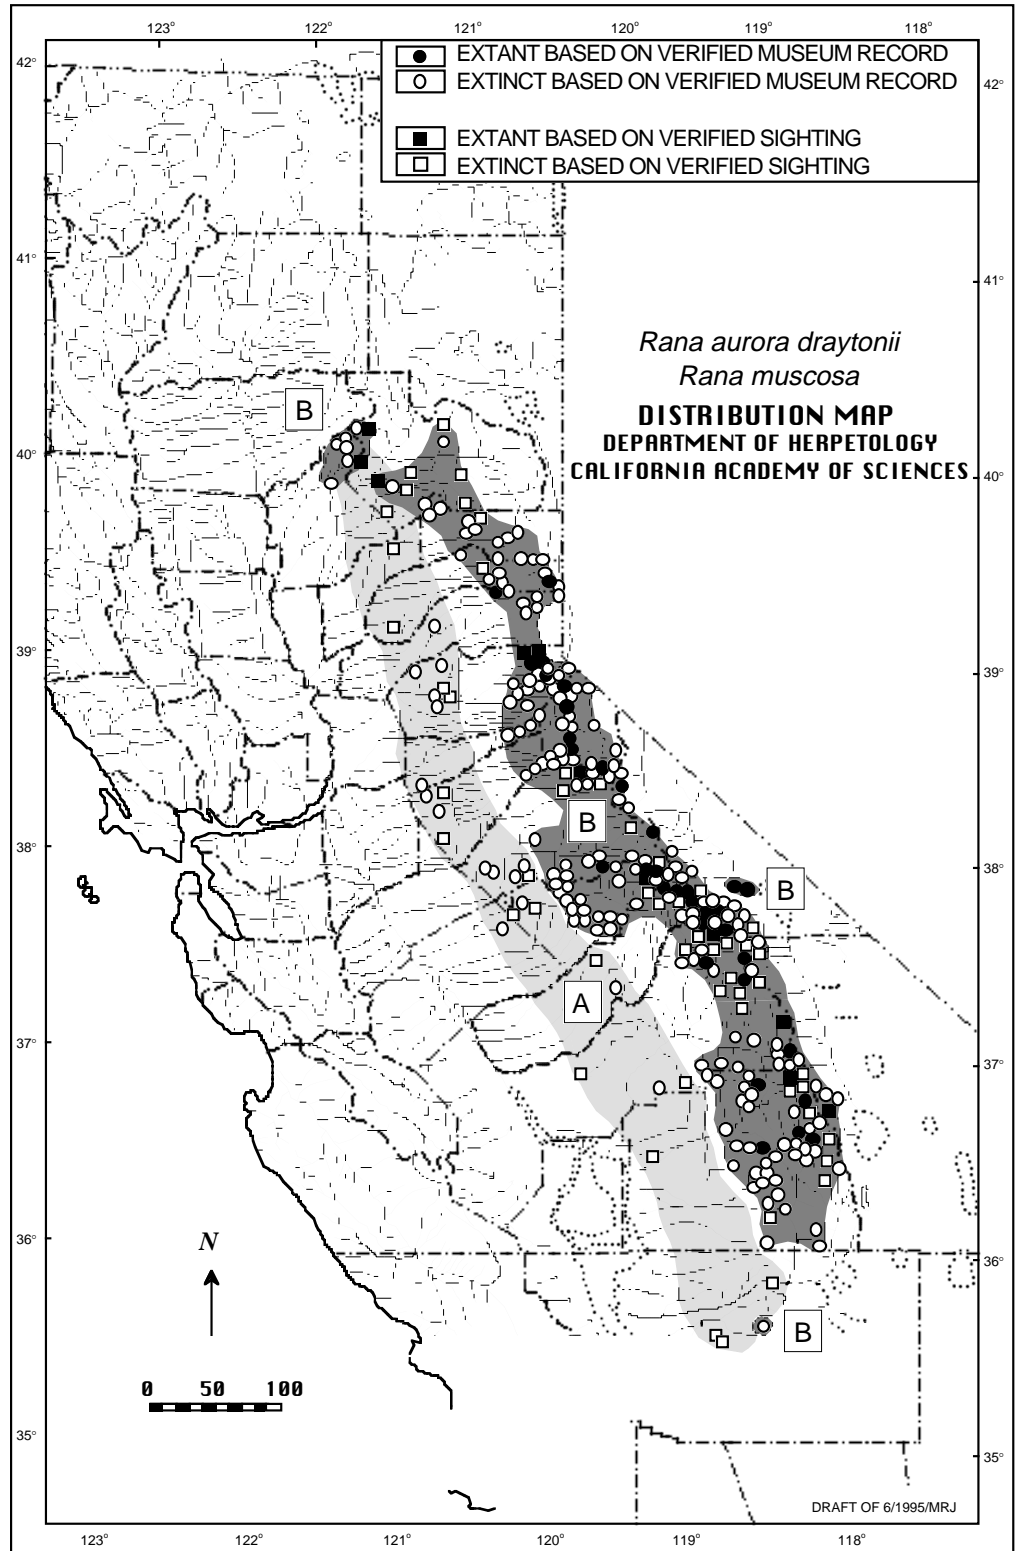 123° 122° 121° 120° 119° 118°
42°
42°
EXTANT BASED ON VERIFIED MUSEUM RECORD
EXTINCT BASED ON VERIFIED MUSEUM RECORD
EXTANT BASED ON VERIFIED SIGHTING
EXTINCT BASED ON VERIFIED SIGHTING
41°
41°
Rana aurora draytonii
Rana muscosa
DISTRIBUTION MAP
DEPARTMENT OF HERPETOLOGY
CALIFORNIA ACADEMY OF SCIENCES
B
40°
40°
39°
39°
B
38°
38°
B
A
37°
37°
36°
36°
N
B
0 50 100
35°
35°
DRAFT OF 6/1995/MRJ
123° 122° 121° 120° 119° 118°